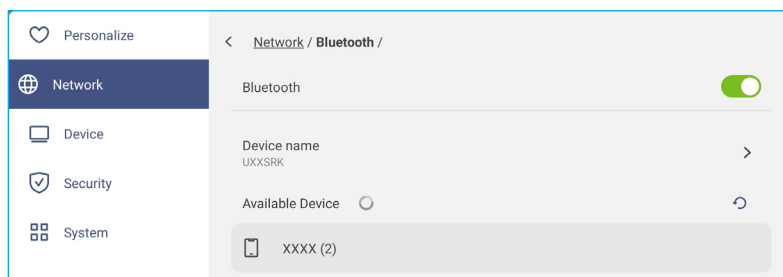 Personalize
Network
Device
Security
System
Network / Bluetooth /
Bluetooth
Device name
UXXSRK
Available Device
XXXX (2)